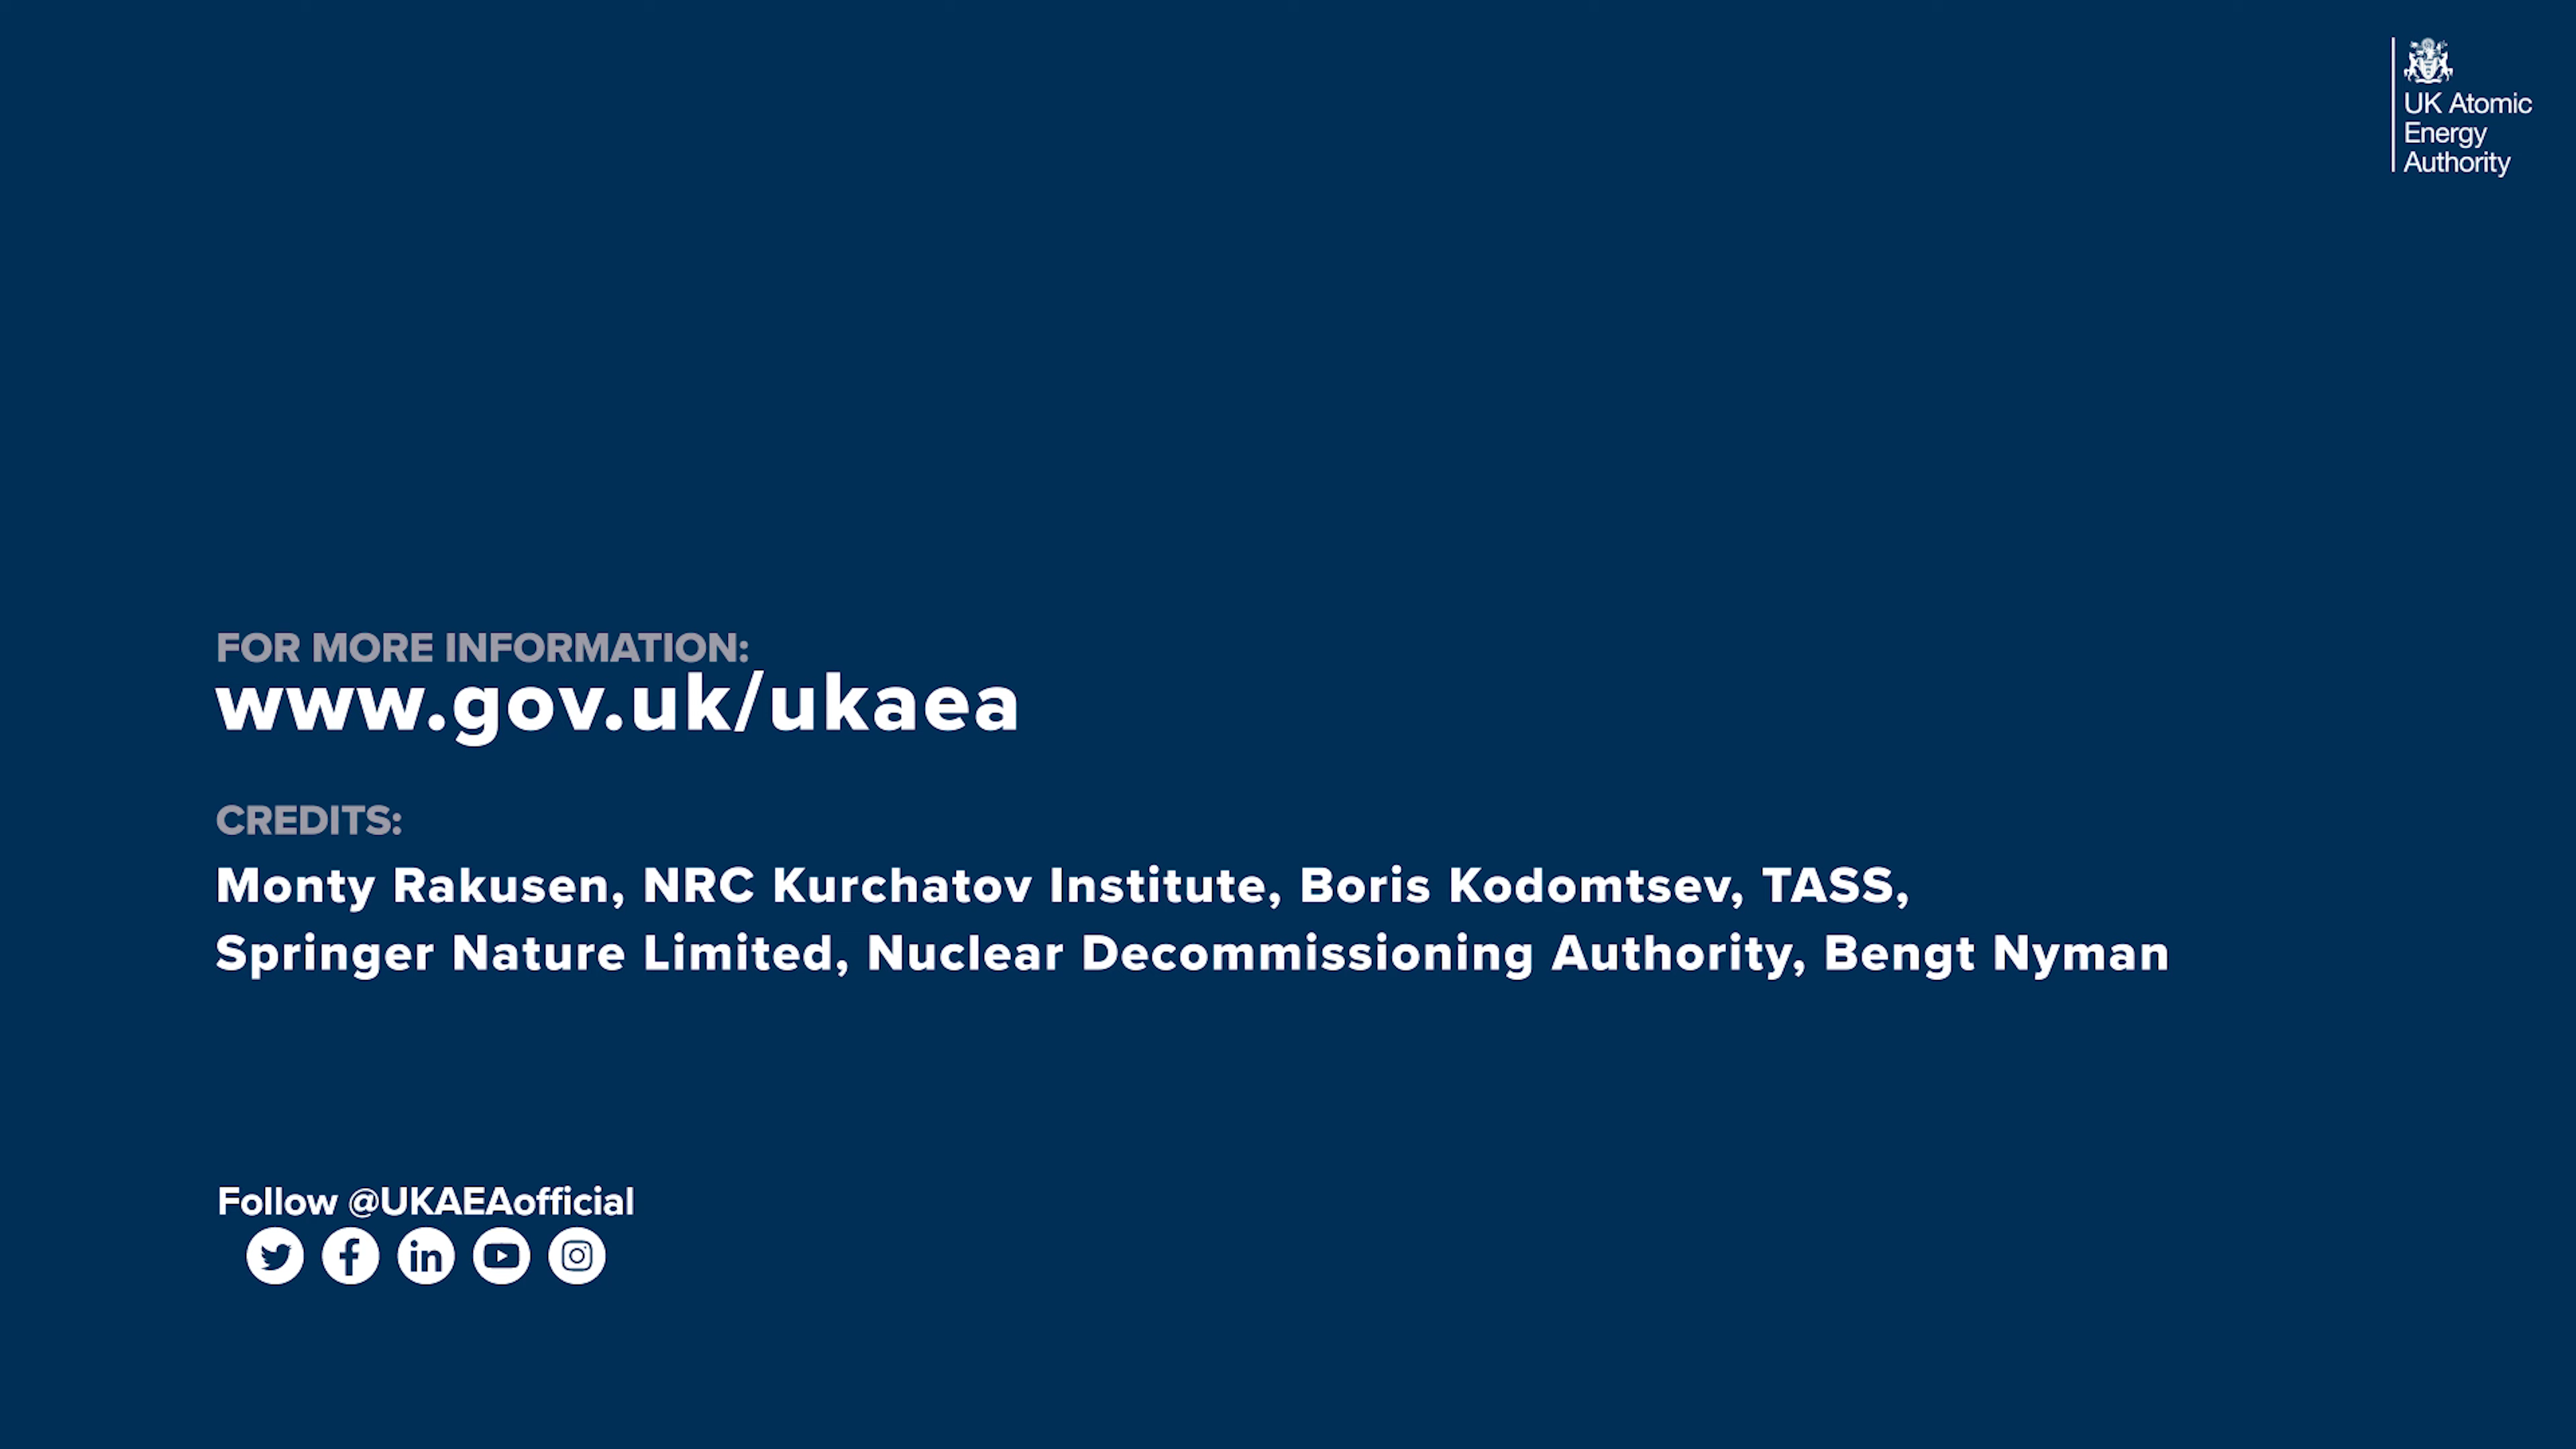 UK Atomic
Energy
Authority
FOR MORE INFORMATION:
www.gov.uk/ukaea
CREDITS:
Monty Rakusen, NRC Kurchatov Institute, Boris Kodomtsev, TASS,
Springer Nature Limited, Nuclear Decommissioning Authority, Bengt Nyman
Follow @UKAEAofficial
in